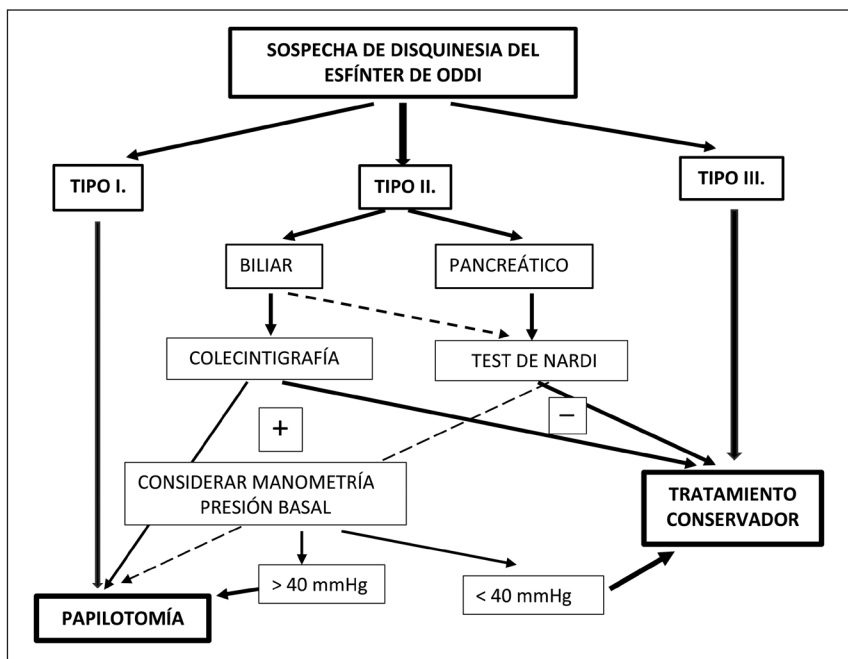 SOSPECHA DE DISQUINESIA DEL
ESFÍNTER DE ODDI
TIPO I.
TIPO II.
TIPO III.
BILIAR
PANCREÁTICO
COLECINTIGRAFÍA
TEST DE NARDI
+
–
CONSIDERAR MANOMETRÍA
PRESIÓN BASAL
TRATAMIENTO
CONSERVADOR
> 40 mmHg
< 40 mmHg
PAPILOTOMÍA